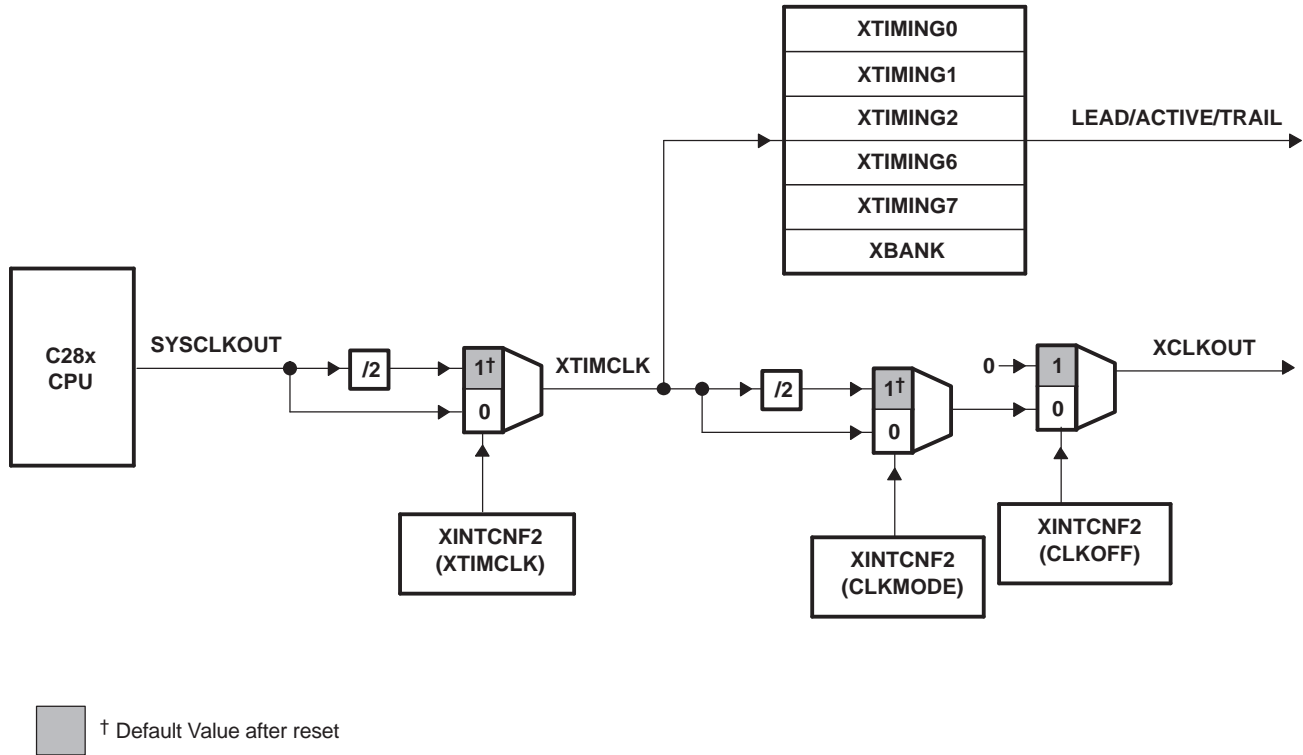 XTIMING0
XTIMING1
XTIMING2
LEAD/ACTIVE/TRAIL
XTIMING6
XTIMING7
XBANK
C28x
CPU
SYSCLKOUT
/2
1†
0
XTIMCLK
/2
1†
0
0
1
0
XCLKOUT
XINTCNF2
(XTIMCLK)
XINTCNF2
(CLKMODE)
XINTCNF2
(CLKOFF)
† Default Value after reset